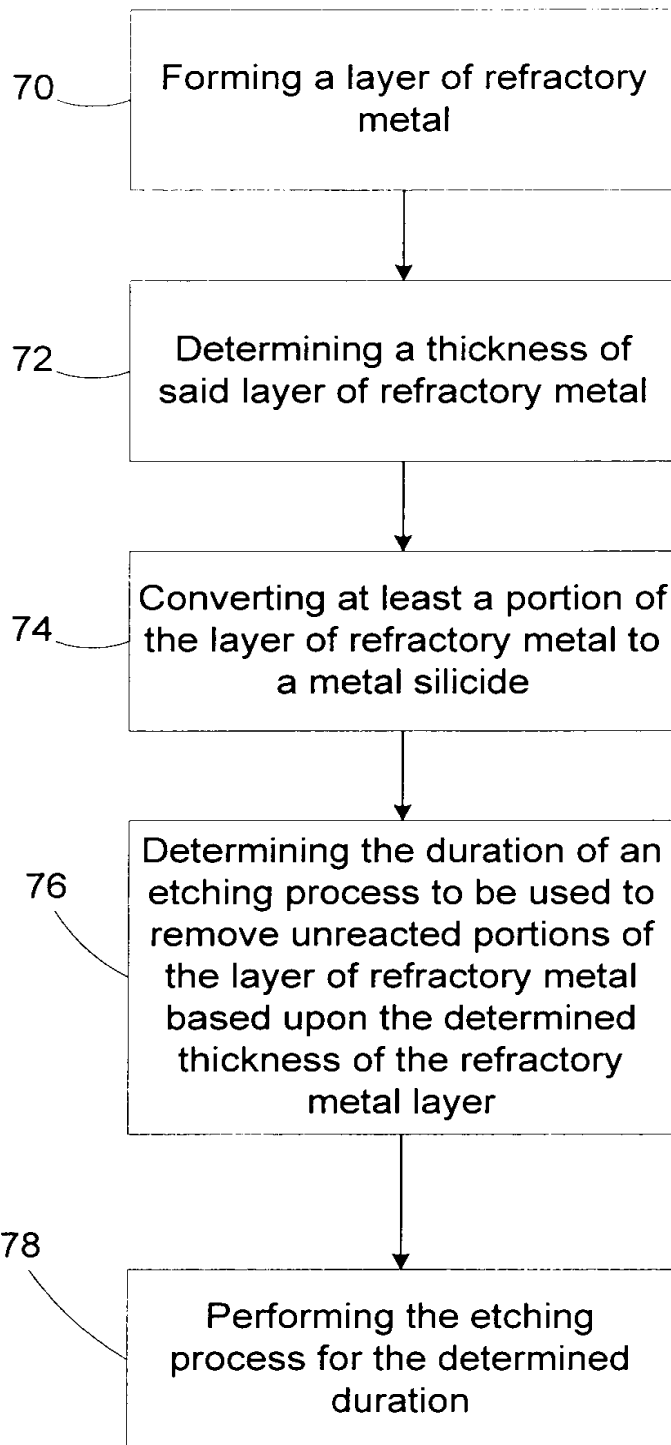 70
Forming a layer of refractory
metal
72
Determining a thickness of
said layer of refractory metal
74
Converting at least a portion of
the layer of refractory metal to
a metal silicide
76
Determining the duration of an
etching process to be used to
remove unreacted portions of
the layer of refractory metal
based upon the determined
thickness of the refractory
metal layer
78
Performing the etching
process for the determined
duration